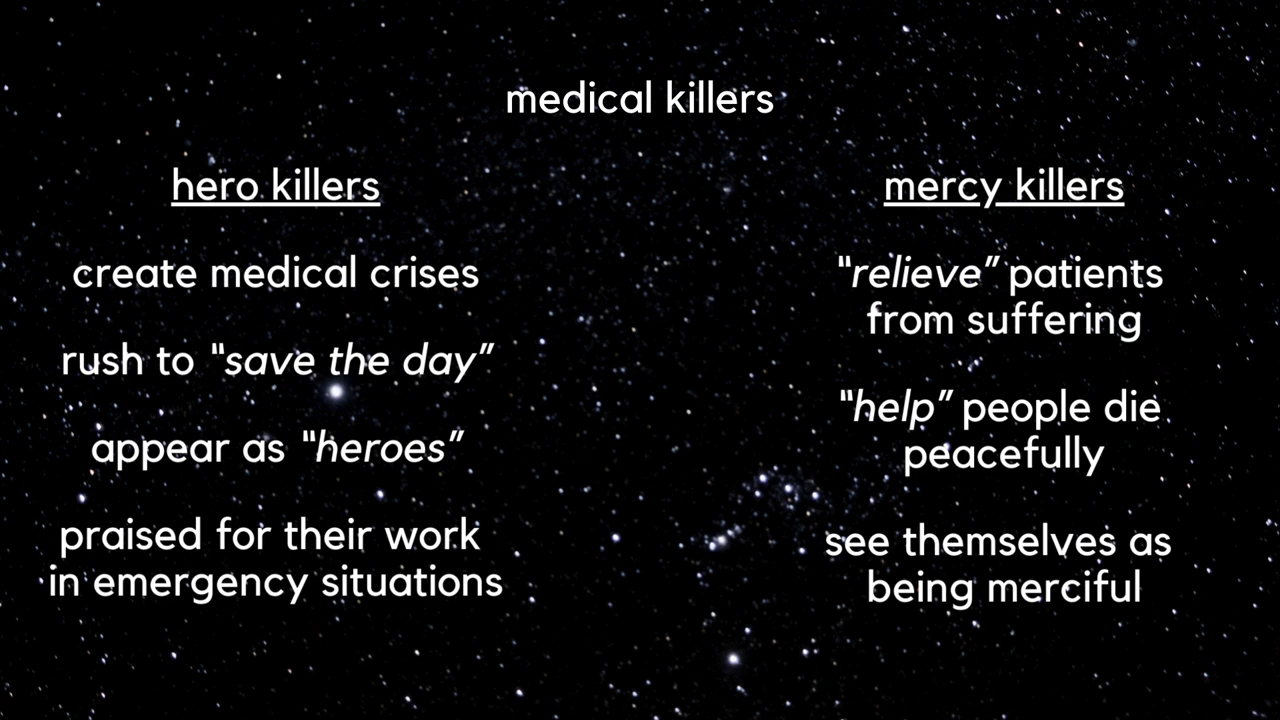 medical killers
hero killers
create medical crises
rush to “save the day”
appear as “heroes”
praised for their work
in emergency situations
mercy killers
“relieve” patients
from suffering
“help” people die
peacefully
see themselves as
being merciful